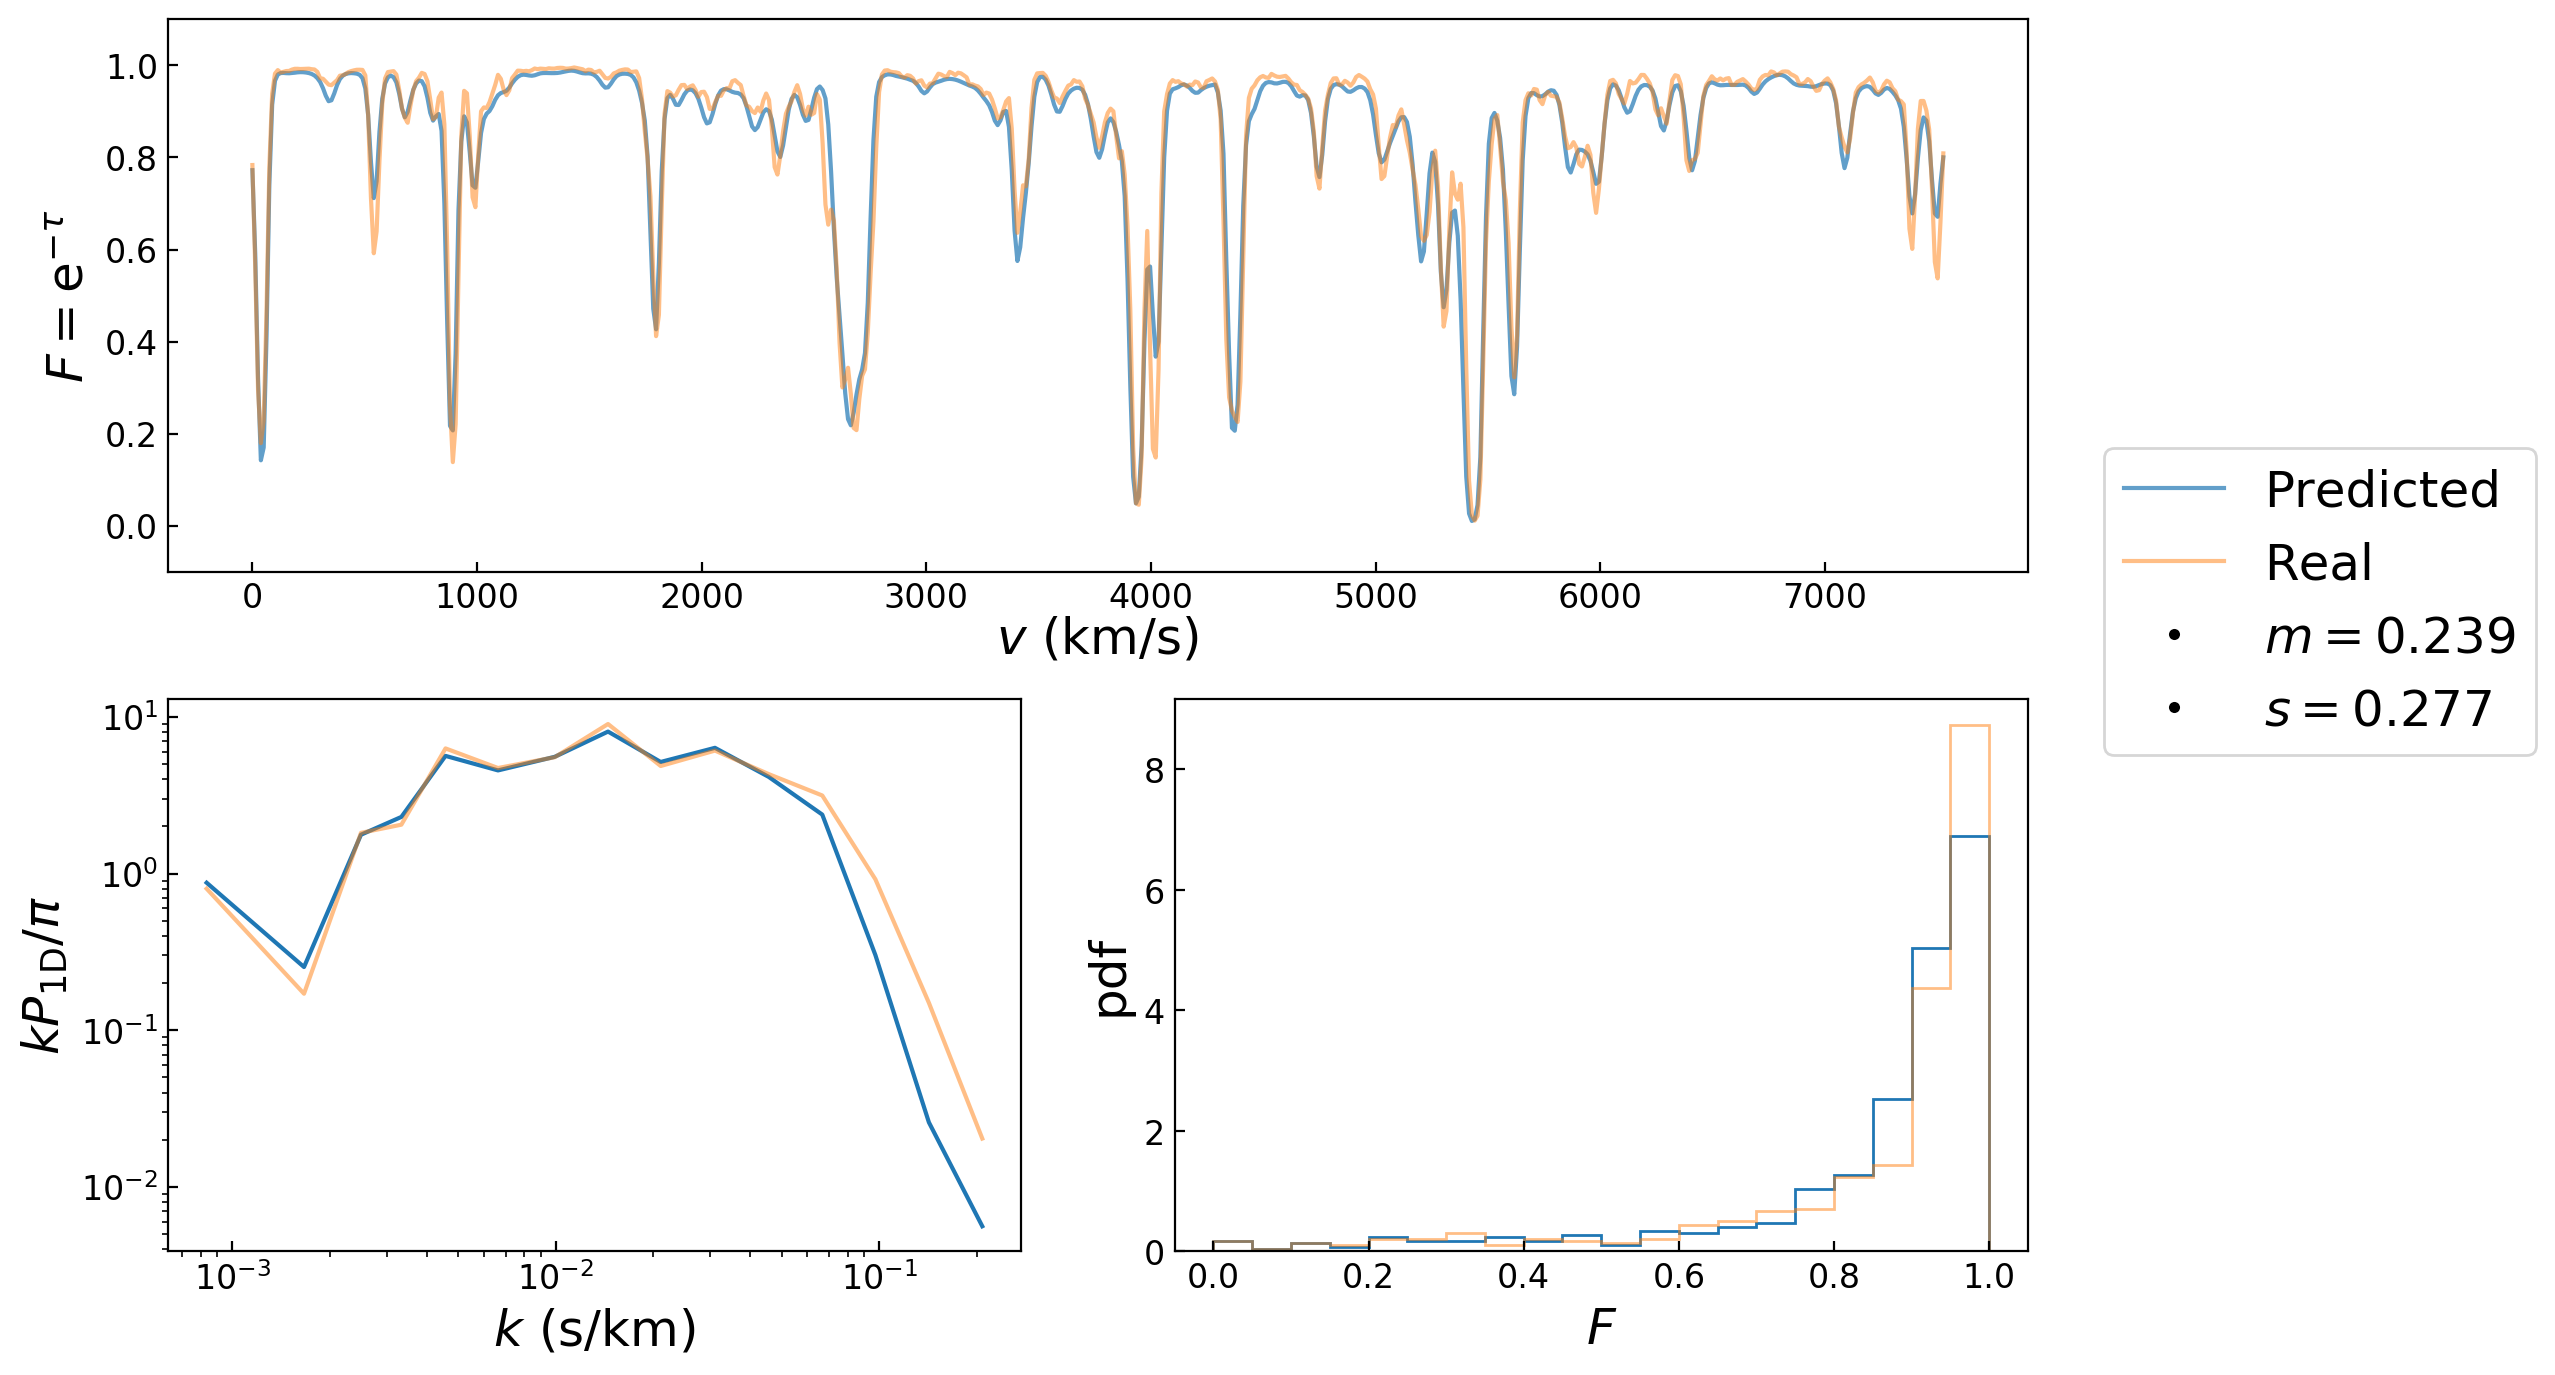 1.0
0.8
0.6
0.4
0.2
0.0
F = e^{−τ}
0 1000 2000 3000 4000 5000 6000 7000
v (km/s)
Predicted
Real
m = 0.239
s = 0.277
10^1
10^0
10^{−1}
10^{−2}
kP_{1D}/π
10^{−3} 10^{−2} 10^{−1}
k (s/km)
8
6
4
2
0
pdf
0.0 0.2 0.4 0.6 0.8 1.0
F